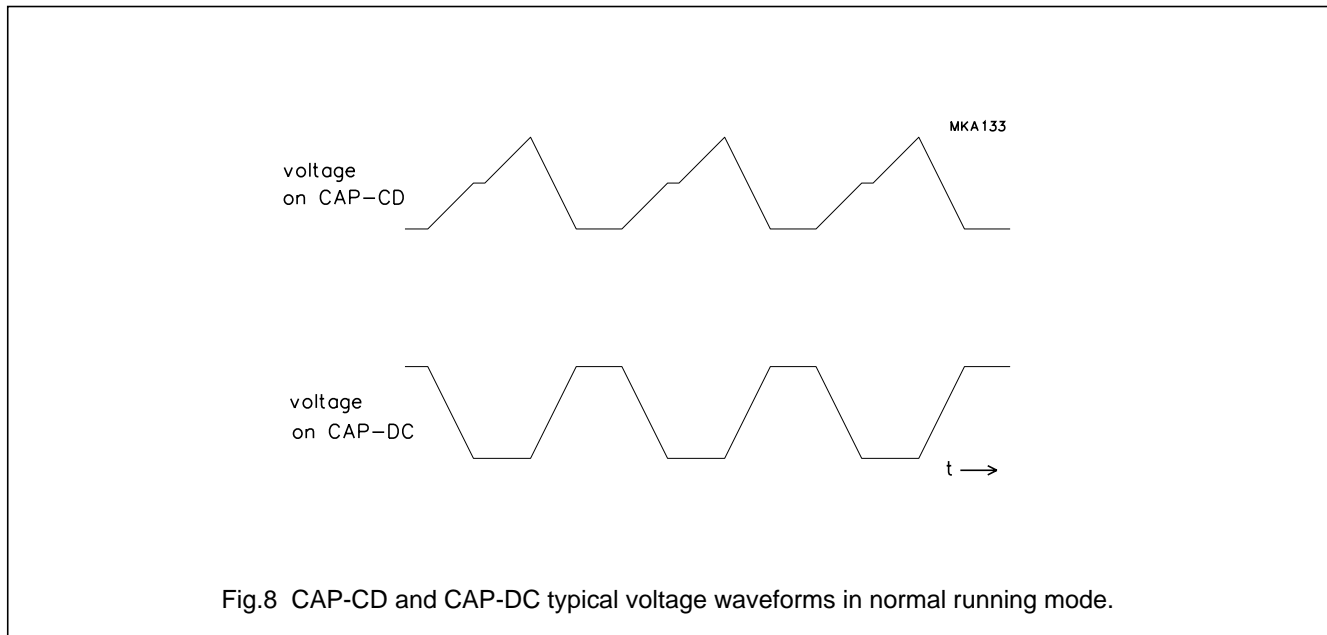 MKA133
voltage
on CAP-CD
voltage
on CAP-DC
t
Fig.8 CAP-CD and CAP-DC typical voltage waveforms in normal running mode.